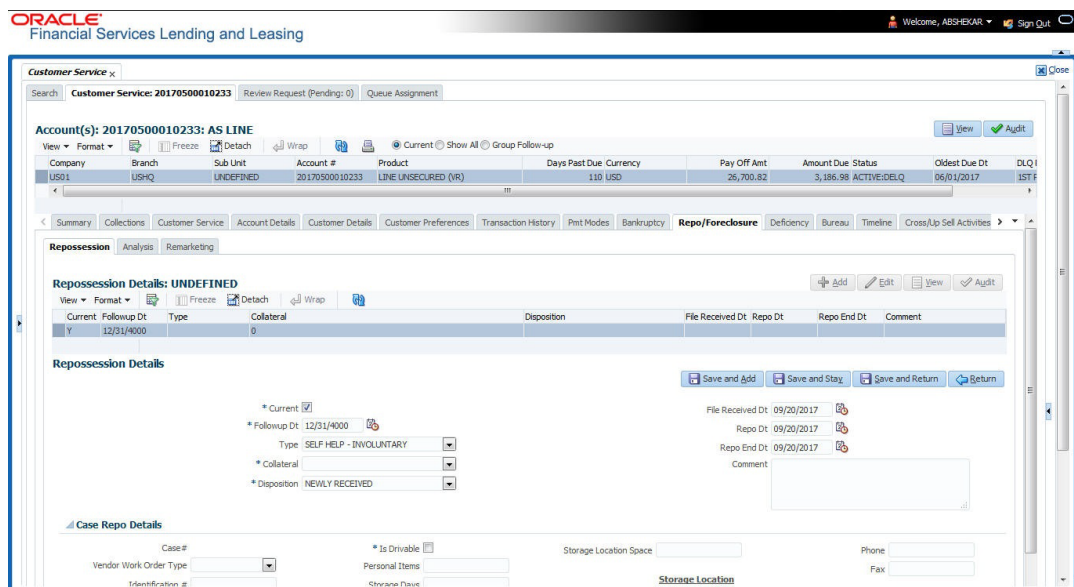 ORACLE'
Financial Services Lending and Leasing
Welcome, ABSHEKAR Sign Out
Customer Service x
Close
Search Customer Service: 20170500010233 Review Request (Pending: 0) Queue Assignment
Account(s): 20170500010233: AS LINE
View Audit
View Format Freeze Detach Wrap Current Show All Group Follow-up
Company Branch Sub Unit Account # Product Days Past Due Currency Pay Off Amt Amount Due Status Oldest Due Dt DLQ
US01 USHQ UNDEFINED 20170500010233 LINE UNSECURED (VR) 110 USD 26,700.82 3,186.98 ACTIVE:DELQ 06/01/2017 1ST
Summary Collections Customer Service Account Details Customer Details Customer Preferences Transaction History Pmt Modes Bankruptcy Repo/Foreclosure Deficiency Bureau Timeline Cross/Up Sell Activities
Repossession Analysis Remarketing
Repossession Details: UNDEFINED
Add Edit View Audit
View Format Freeze Detach Wrap
Current Followup Dt Type Collateral Disposition File Received Dt Repo Dt Repo End Dt Comment
Y 12/31/4000 0
Repossession Details
Save and Add Save and Stay Save and Return Return
* Current
File Received Dt 09/20/2017
* Followup Dt 12/31/4000
Repo Dt 09/20/2017
Type SELF HELP - INVOLUNTARY
Repo End Dt 09/20/2017
* Collateral
Comment
* Disposition NEWLY RECEIVED
Case Repo Details
Case# * Is Drivable Storage Location Space Phone
Vendor Work Order Type Personal Items Fax
Identification # Storage Days Storage Location